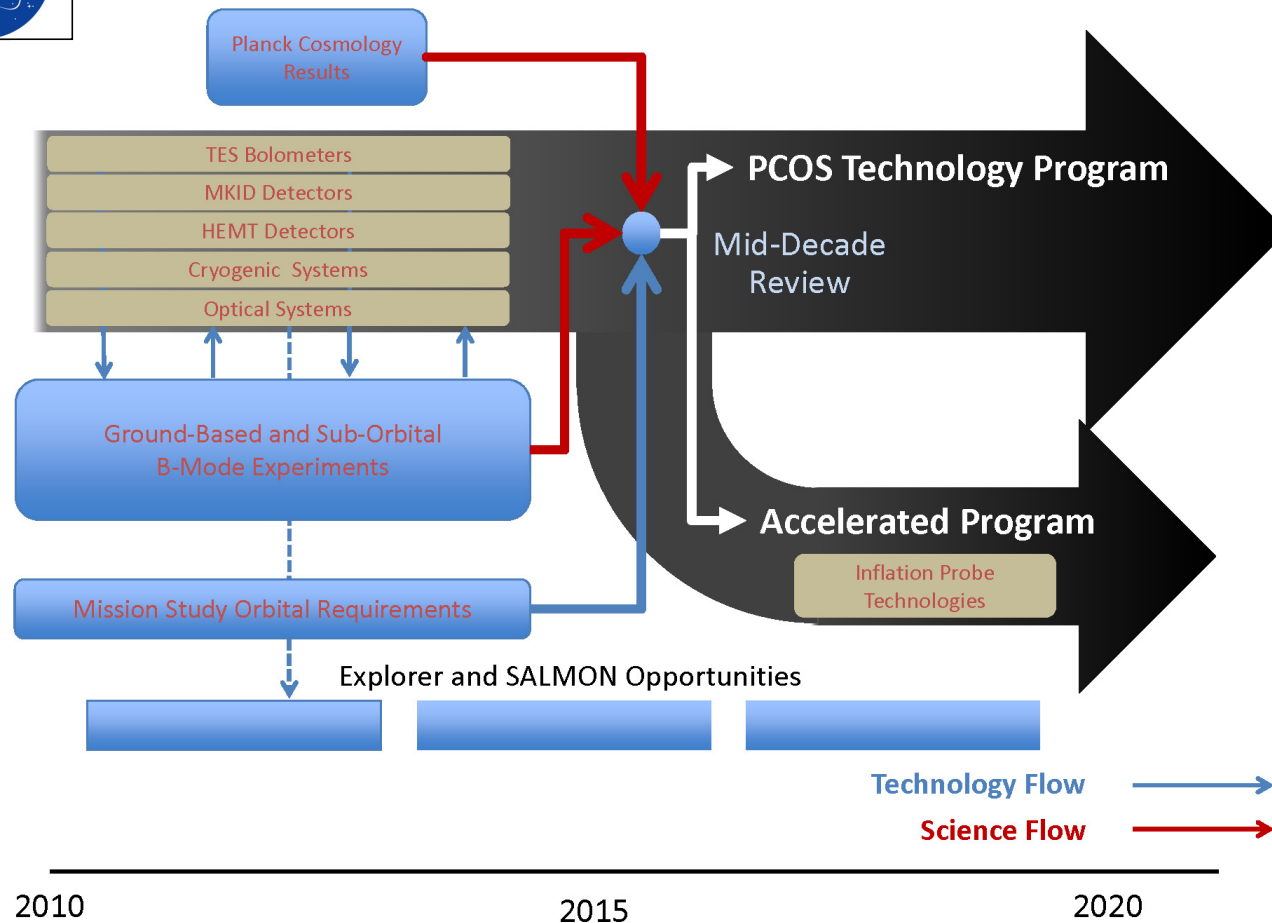 Planck Cosmology
Results
TES Bolometers
MKID Detectors
HEMT Detectors
Cryogenic Systems
Optical Systems
PCOS Technology Program
Mid-Decade
Review
Ground-Based and Sub-Orbital
B-Mode Experiments
Accelerated Program
Inflation Probe
Technologies
Mission Study Orbital Requirements
Explorer and SALMON Opportunities
Technology Flow
Science Flow
2010
2015
2020